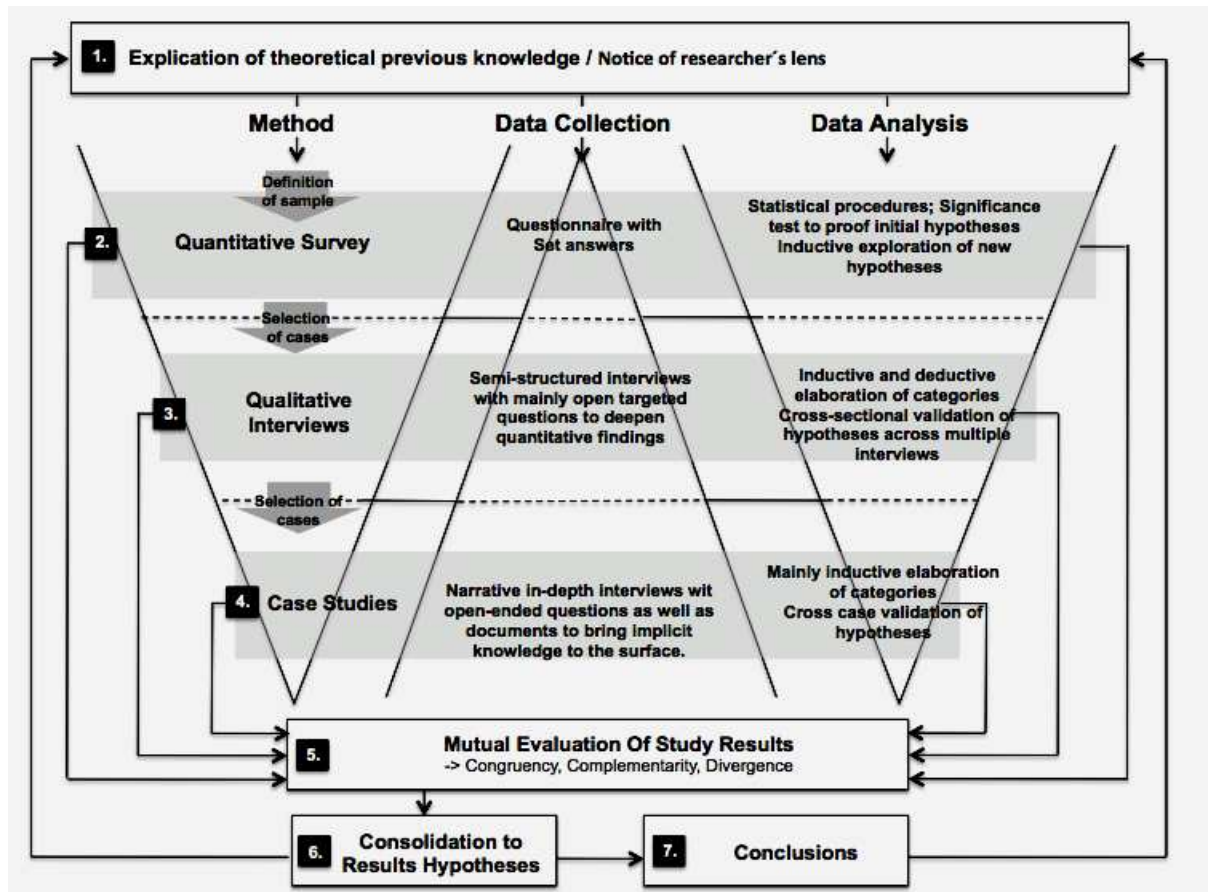 1. Explication of theoretical previous knowledge / Notice of researcher´s lens
Method
Data Collection
Data Analysis
Definition
of sample
2.
Quantitative Survey
Questionnaire with
Set answers
Statistical procedures; Significance
test to proof initial hypotheses
Inductive exploration of new
hypotheses
Selection
of cases
3.
Qualitative
Interviews
Semi-structured interviews
with mainly open targeted
questions to deepen
quantitative findings
Inductive and deductive
elaboration of categories
Cross-sectional validation of
hypotheses across multiple
interviews
Selection of
cases
4.
Case Studies
Narrative in-depth interviews wit
open-ended questions as well as
documents to bring implicit
knowledge to the surface.
Mainly inductive elaboration
of categories
Cross case validation of
hypotheses
5.
Mutual Evaluation Of Study Results
-> Congruency, Complementarity, Divergence
6.
Consolidation to
Results Hypotheses
7.
Conclusions